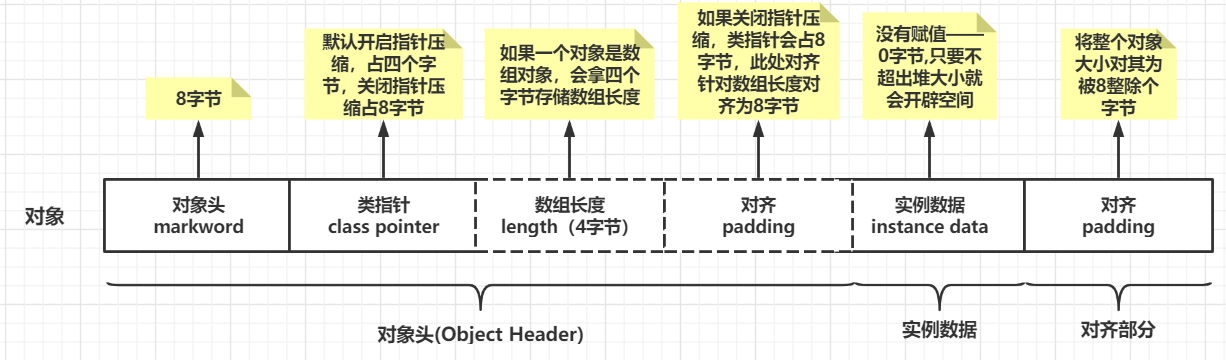 8字节
默认开启指针压
缩，占四个字
节，关闭指针压
缩占8字节
如果一个对象是数
组对象，会拿四个
字节存储数组长度
如果关闭指针压
缩，类指针会占8
字节，此处对齐
针对数组长度对
齐为8字节
没有赋值——
0字节,只要不
超出堆大小就
会开辟空间
将整个对象
大小对其为
被8整除个
字节
对象
对象头
markword
类指针
class pointer
数组长度
length（4字节）
对齐
padding
实例数据
instance data
对齐
padding
对象头(Object Header)
实例数据
对齐部分